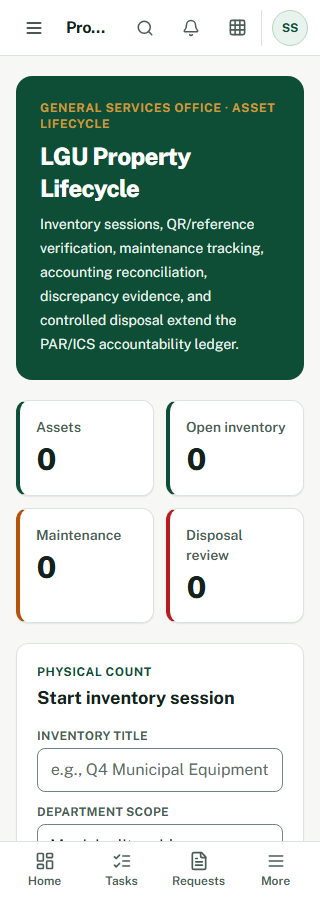 Pro...
SS
GENERAL SERVICES OFFICE · ASSET
LIFECYCLE
LGU Property
Lifecycle
Inventory sessions, QR/reference
verification, maintenance tracking,
accounting reconciliation,
discrepancy evidence, and
controlled disposal extend the
PAR/ICS accountability ledger.
Assets
0
Open inventory
0
Maintenance
0
Disposal
review
0
PHYSICAL COUNT
Start inventory session
INVENTORY TITLE
e.g., Q4 Municipal Equipment
DEPARTMENT SCOPE
Home
Tasks
Requests
More